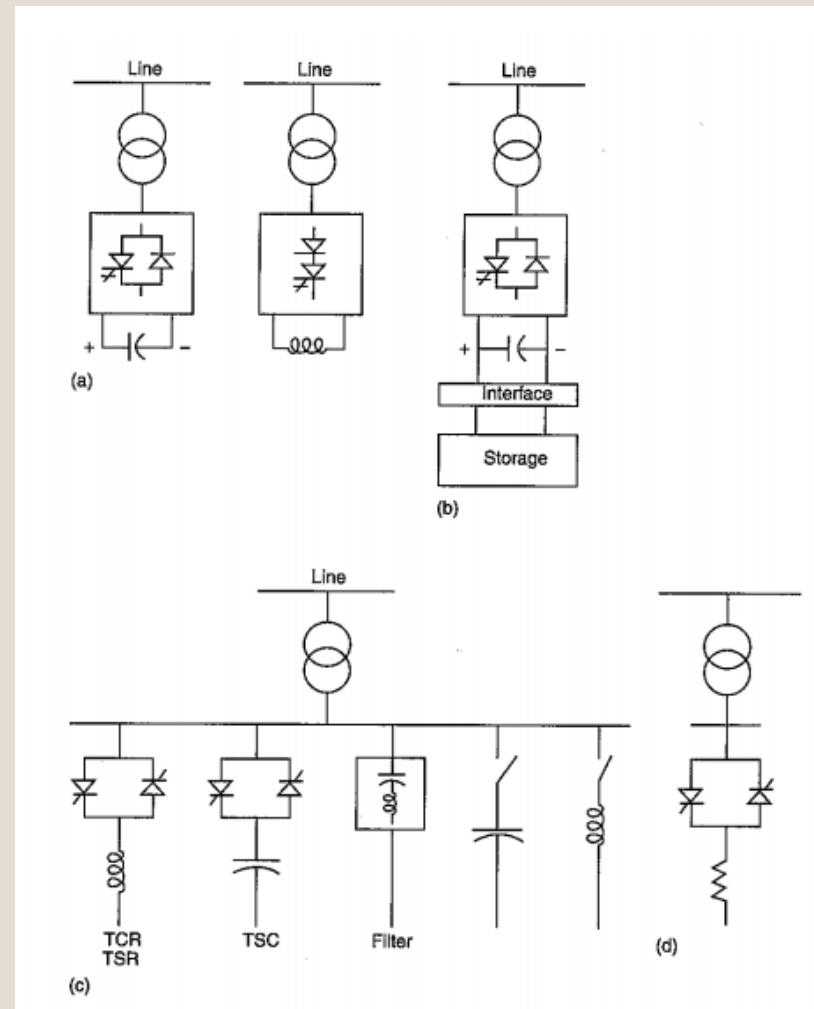 Line
Line
Line
+ −
+ −
(a)
Interface
Storage
(b)
Line
TCR
TSR
TSC
Filter
(d)
(c)